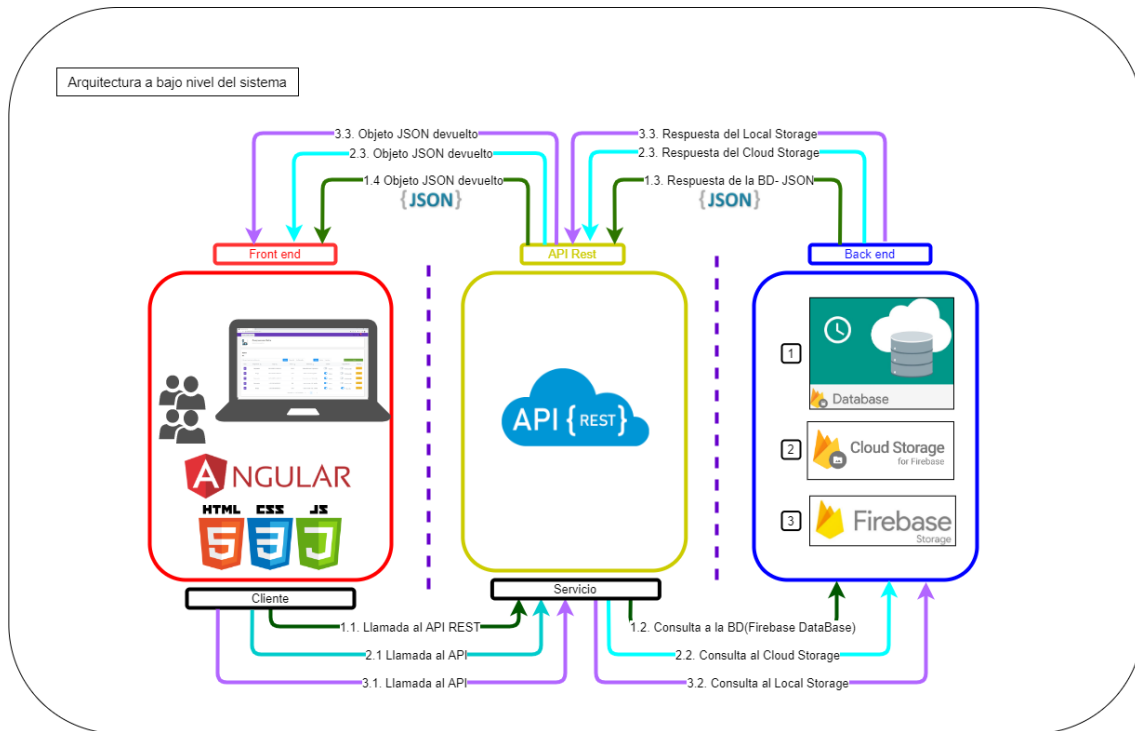 Arquitectura a bajo nivel del sistema
3.3. Objeto JSON devuelto
3.3. Respuesta del Local Storage
2.3. Objeto JSON devuelto
2.3. Respuesta del Cloud Storage
1.4 Objeto JSON devuelto
1.3. Respuesta de la BD- JSON
{JSON}
{JSON}
Front end
API Rest
Back end
1
Database
API {REST}
2
Cloud Storage
for Firebase
ANGULAR
HTML CSS JS
5 3 J
3
Firebase
Storage
Cliente
Servicio
1.1. Llamada al API REST
1.2. Consulta a la BD(Firebase DataBase)
2.1 Llamada al API
2.2. Consulta al Cloud Storage
3.1. Llamada al API
3.2. Consulta al Local Storage